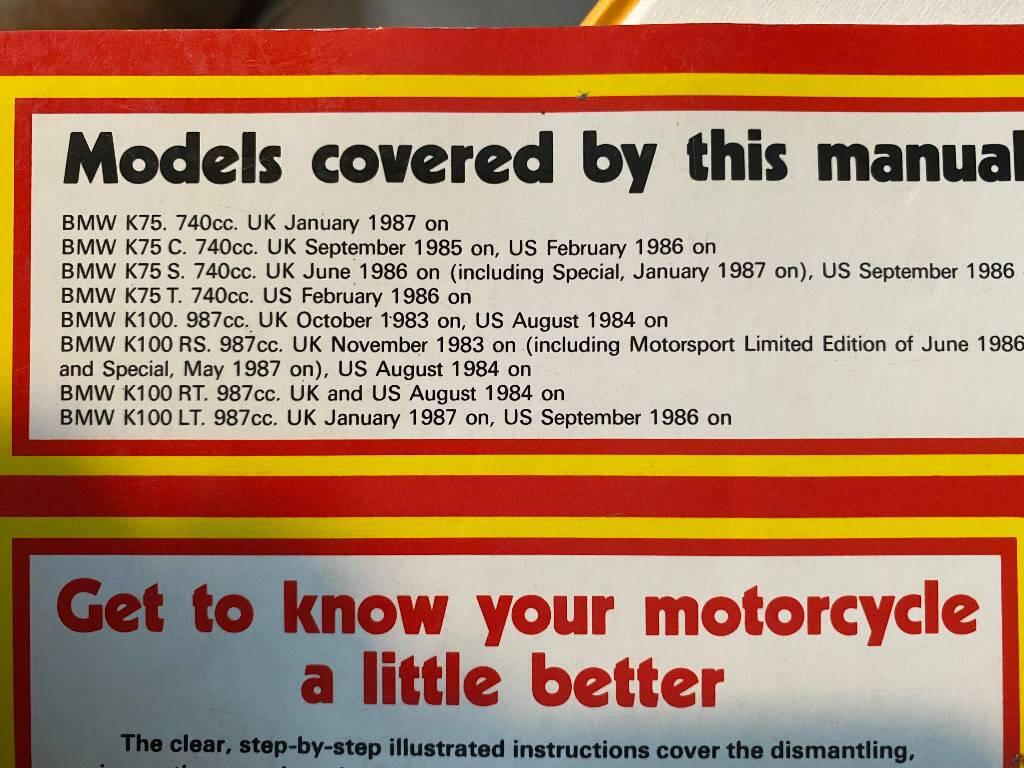 Models covered by this manual
BMW K75. 740cc. UK January 1987 on
BMW K75 C. 740cc. UK September 1985 on, US February 1986 on
BMW K75 S. 740cc. UK June 1986 on (including Special, January 1987 on), US September 1986
BMW K75 T. 740cc. US February 1986 on
BMW K100. 987cc. UK October 1983 on, US August 1984 on
BMW K100 RS. 987cc. UK November 1983 on (including Motorsport Limited Edition of June 1986
and Special, May 1987 on), US August 1984 on
BMW K100 RT. 987cc. UK and US August 1984 on
BMW K100 LT. 987cc. UK January 1987 on, US September 1986 on
Get to know your motorcycle
a little better
The clear, step-by-step illustrated instructions cover the dismantling,